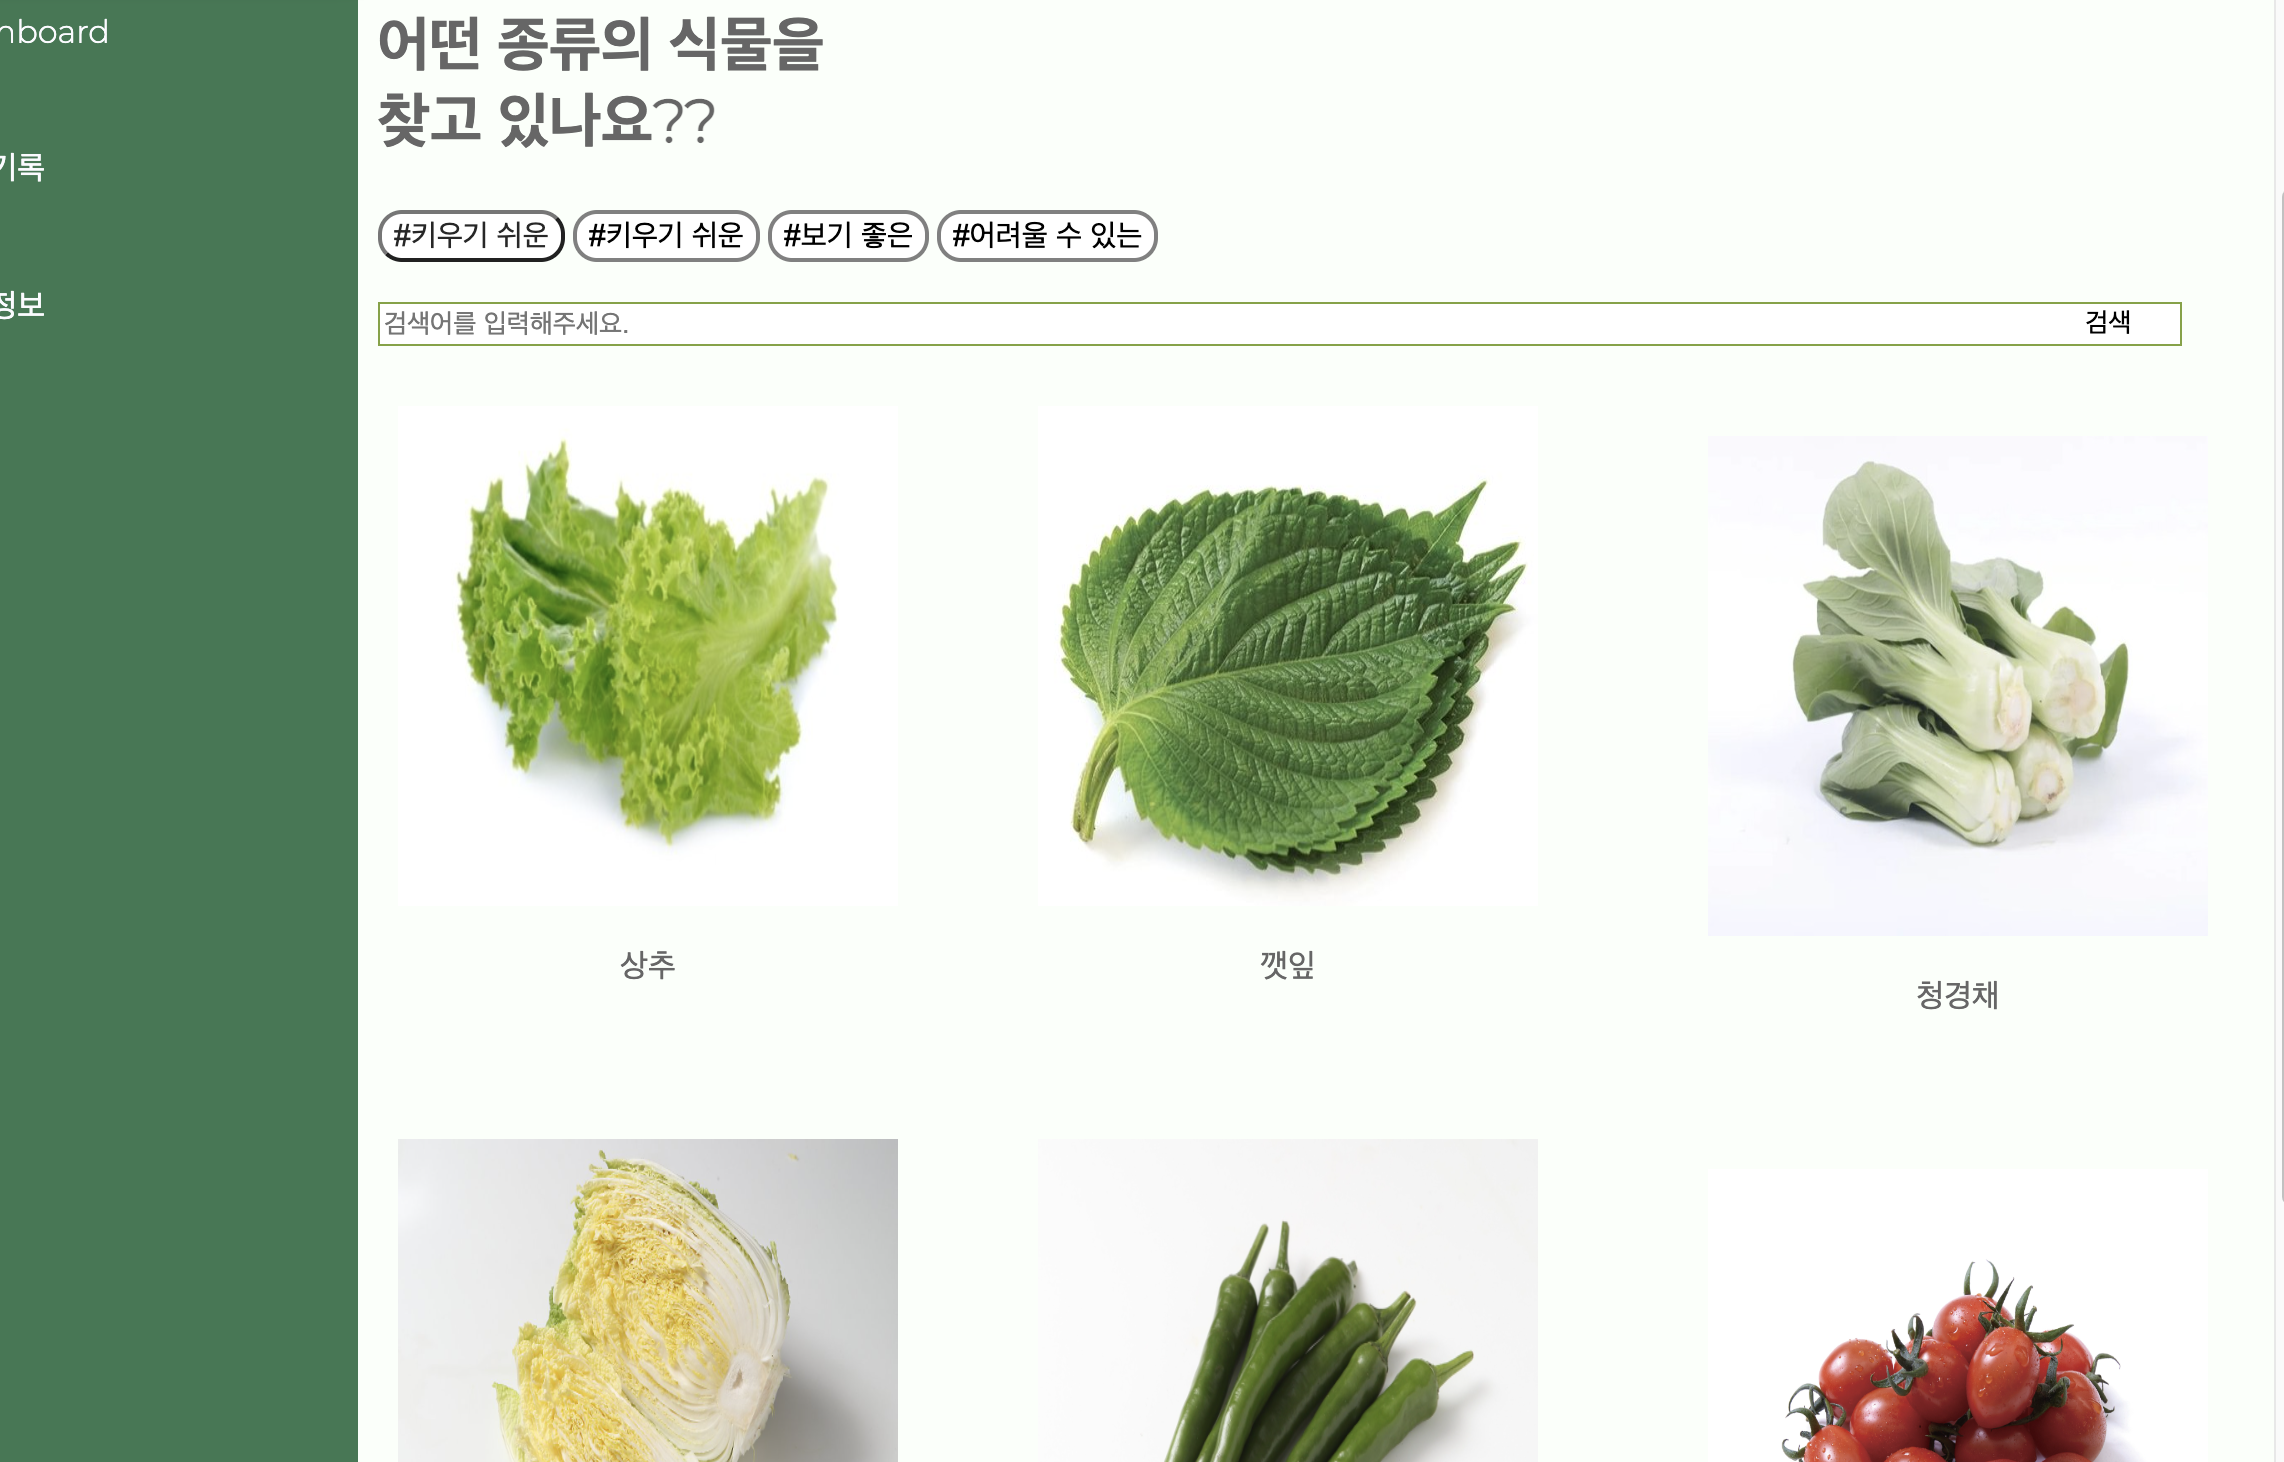 hboard
기록
정보
어떤 종류의 식물을
찾고 있나요??
#키우기 쉬운 #키우기 쉬운 #보기 좋은 #어려울 수 있는
검색어를 입력해주세요. 검색
상추 깻잎 청경채